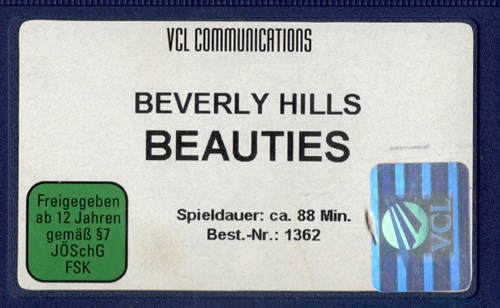 VCL COMMUNICATIONS
BEVERLY HILLS
BEAUTIES
Spieldauer: ca. 88 Min.
Best.-Nr.: 1362
Freigegeben
ab 12 Jahren
gemäß §7
JÖSchG
FSK
VCL